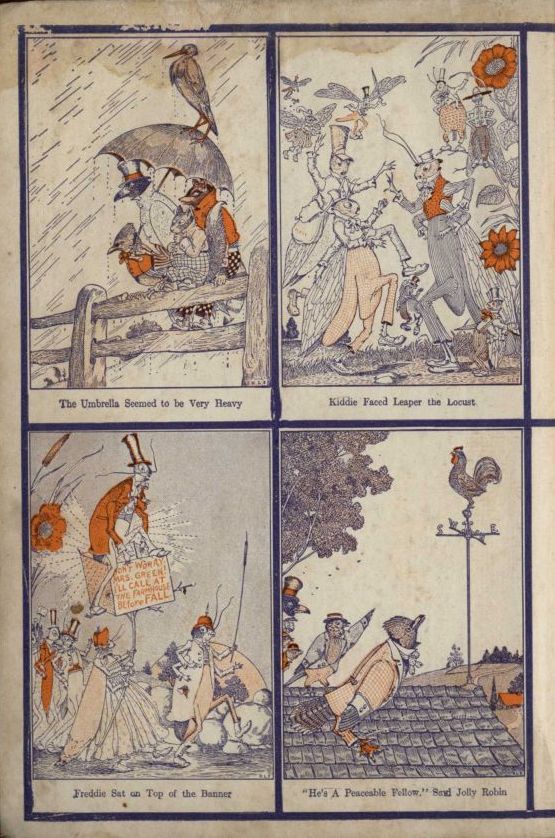 The Umbrella Seemed to be Very Heavy
Kiddie Faced Leaper the Locust
DON'T WORRY,
MRS. GREEN!
I'LL CALL AT
THE FARMHOUSE
BEFORE FALL
S
E
Freddie Sat on Top of the Banner
"He's A Peaceable Fellow," Said Jolly Robin